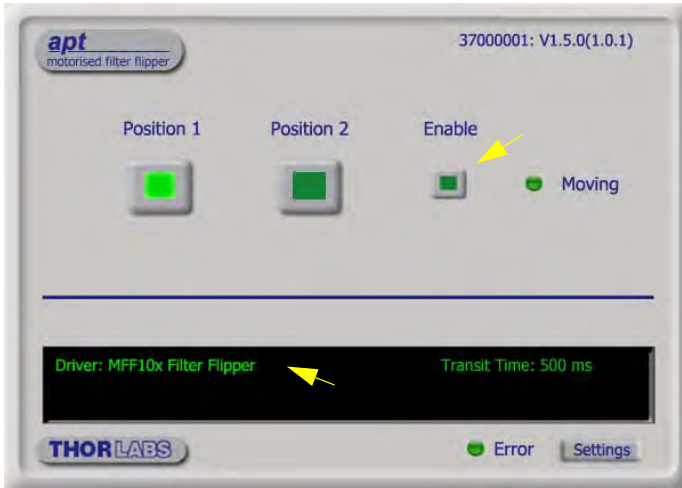 apt
motorised filter flipper
37000001: V1.5.0(1.0.1)
Position 1 Position 2 Enable
Moving
Driver: MFF10x Filter Flipper Transit Time: 500 ms
THORLABS Error Settings